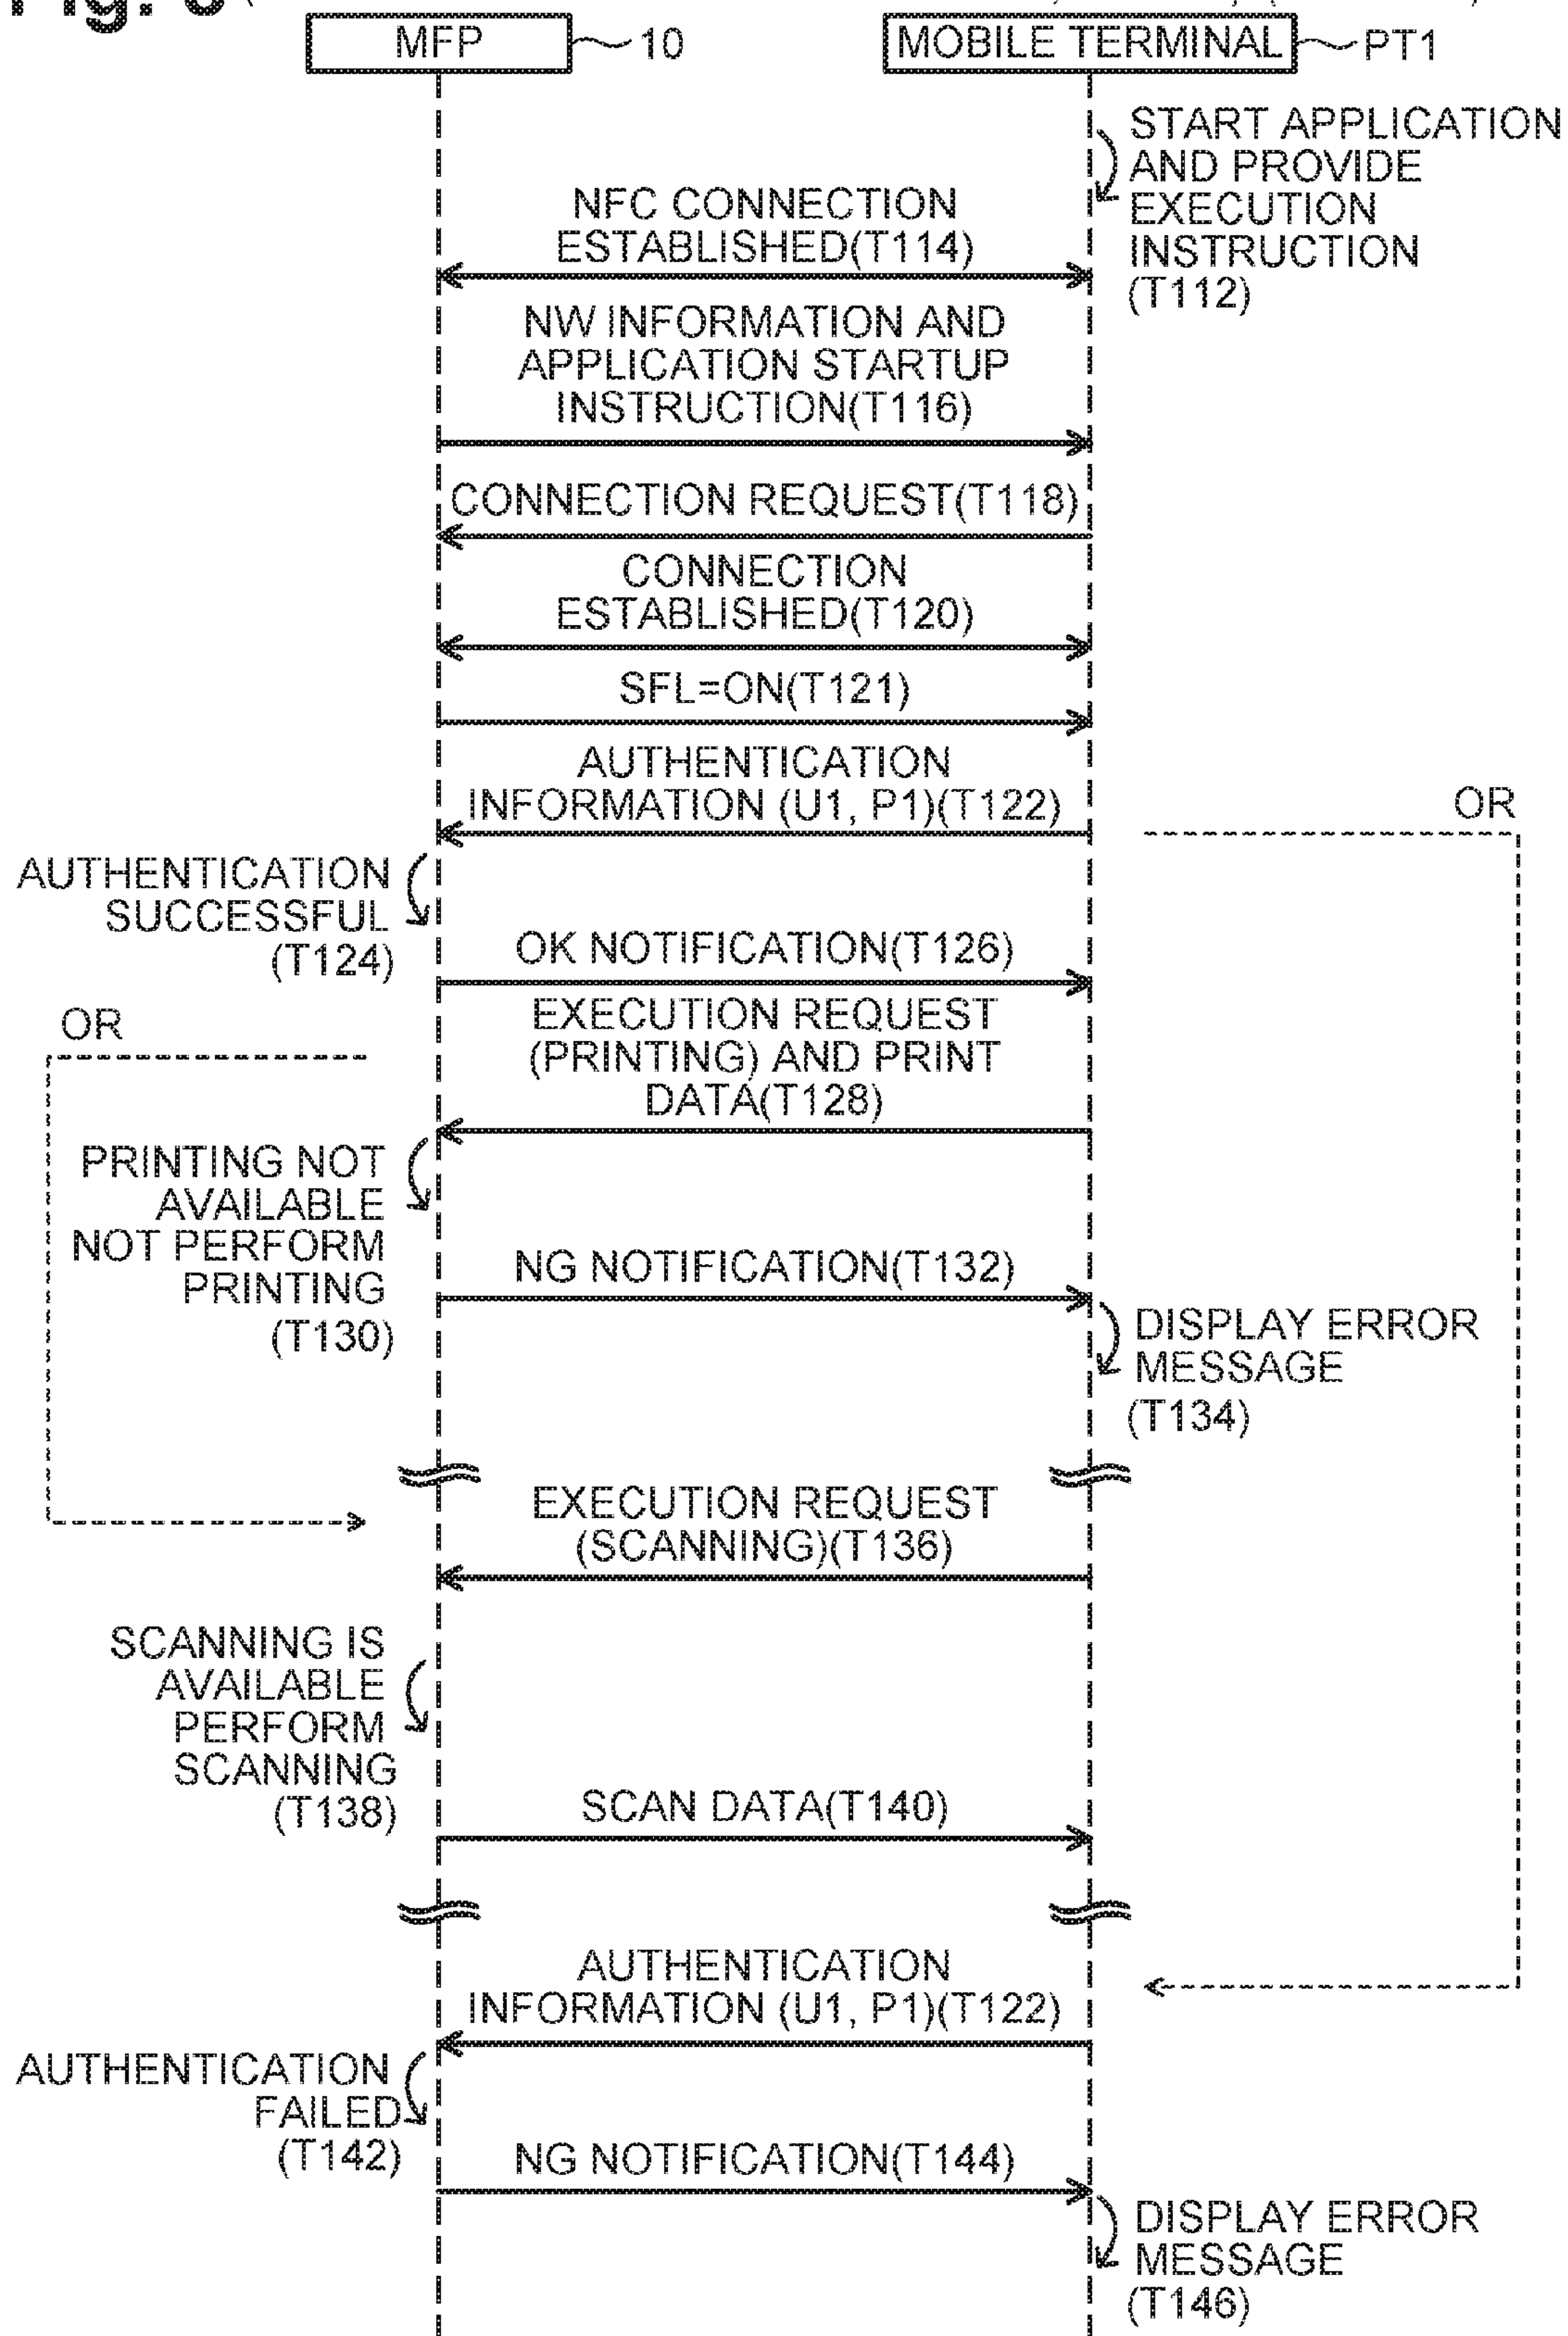 MFP
10
MOBILE TERMINAL
PT1
START APPLICATION
AND PROVIDE
EXECUTION
INSTRUCTION
(T112)
NFC CONNECTION
ESTABLISHED(T114)
NW INFORMATION AND
APPLICATION STARTUP
INSTRUCTION(T116)
CONNECTION REQUEST(T118)
CONNECTION
ESTABLISHED(T120)
SFL=ON(T121)
AUTHENTICATION
INFORMATION (U1, P1)(T122)
OR
AUTHENTICATION
SUCCESSFUL
(T124)
OK NOTIFICATION(T126)
OR
EXECUTION REQUEST
(PRINTING) AND PRINT
DATA(T128)
PRINTING NOT
AVAILABLE
NOT PERFORM
PRINTING
(T130)
NG NOTIFICATION(T132)
DISPLAY ERROR
MESSAGE
(T134)
EXECUTION REQUEST
(SCANNING)(T136)
SCANNING IS
AVAILABLE
PERFORM
SCANNING
(T138)
SCAN DATA(T140)
AUTHENTICATION
INFORMATION (U1, P1)(T122)
AUTHENTICATION
FAILED
(T142)
NG NOTIFICATION(T144)
DISPLAY ERROR
MESSAGE
(T146)